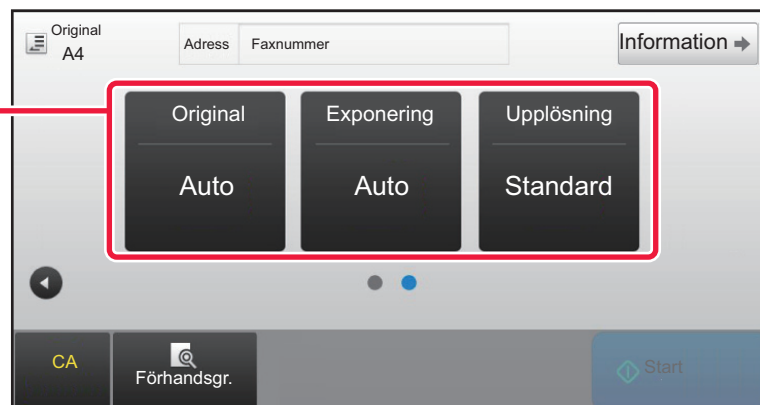 Original
A4
Adress Faxnummer
Information
Original Exponering Upplösning
Auto Auto Standard
CA
Förhandsgr.
Start